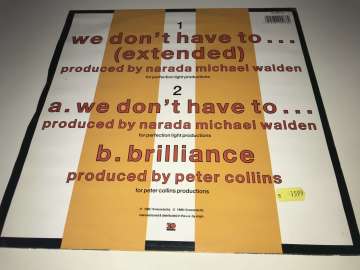 1
we don't have to...
(extended)
produced by narada michael walden
for perfection light productions
2
a. we don't have to...
produced by narada michael walden
for perfection light productions
b. brilliance
produced by peter collins
for peter collins productions